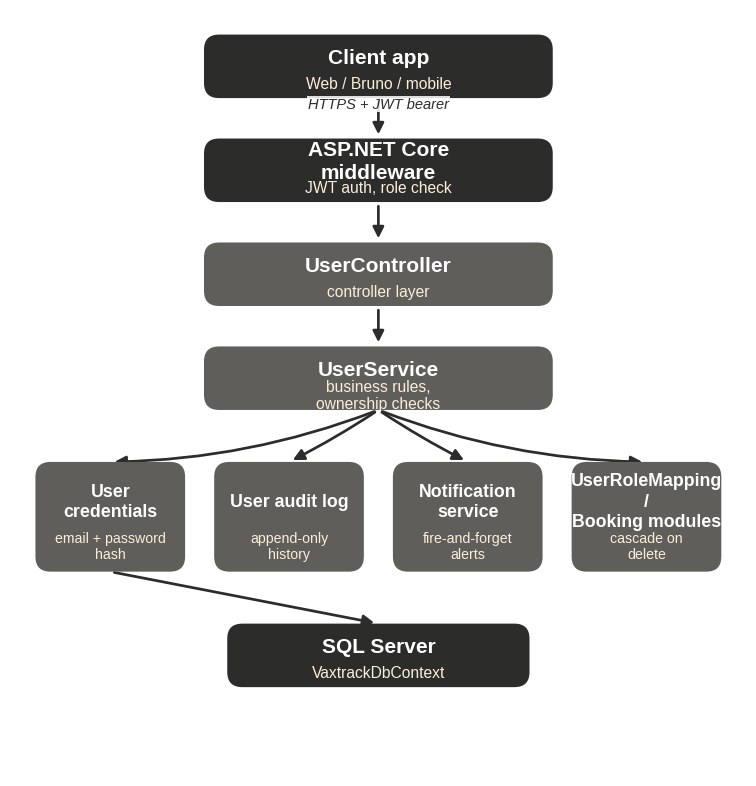 Client app
Web / Bruno / mobile
HTTPS + JWT bearer
ASP.NET Core
middleware
JWT auth, role check
UserController
controller layer
UserService
business rules,
ownership checks
User
credentials
email + password
hash
User audit log
append-only
history
Notification
service
fire-and-forget
alerts
UserRoleMapping
/
Booking modules
cascade on
delete
SQL Server
VaxtrackDbContext